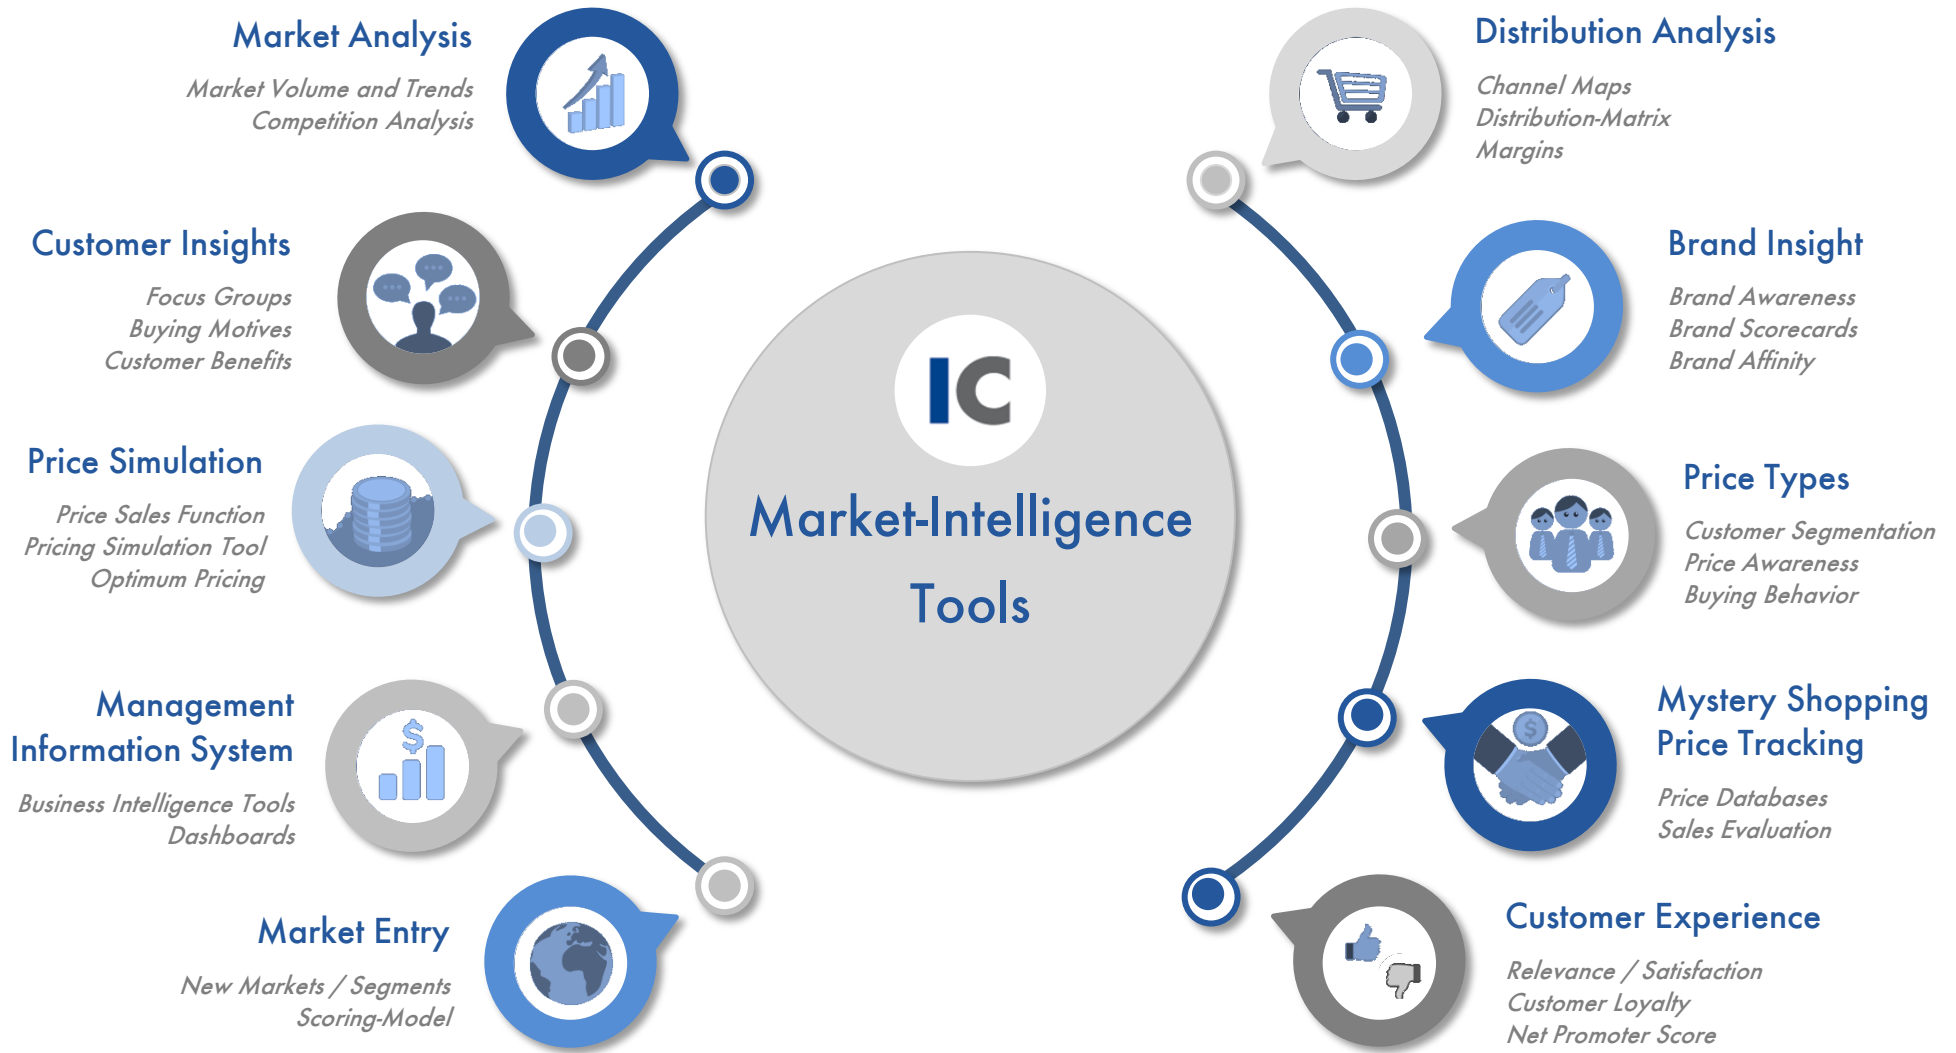 Market Analysis
Market Volume and Trends
Competition Analysis
Customer Insights
Focus Groups
Buying Motives
Customer Benefits
Price Simulation
Price Sales Function
Pricing Simulation Tool
Optimum Pricing
Management
Information System
$
Business Intelligence Tools
Dashboards
Market Entry
New Markets / Segments
Scoring-Model
IC
Market-Intelligence
Tools
Distribution Analysis
Channel Maps
Distribution-Matrix
Margins
Brand Insight
Brand Awareness
Brand Scorecards
Brand Affinity
Price Types
Customer Segmentation
Price Awareness
Buying Behavior
Mystery Shopping
Price Tracking
$
Price Databases
Sales Evaluation
Customer Experience
Relevance / Satisfaction
Customer Loyalty
Net Promoter Score